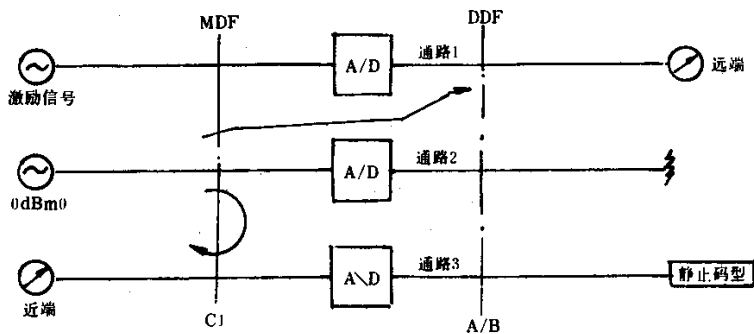 MDF
DDF
A/D
通路1
远端
激励信号
A/D
通路2
0dBm0
A\D
通路3
静止码型
近端
C1
A/B